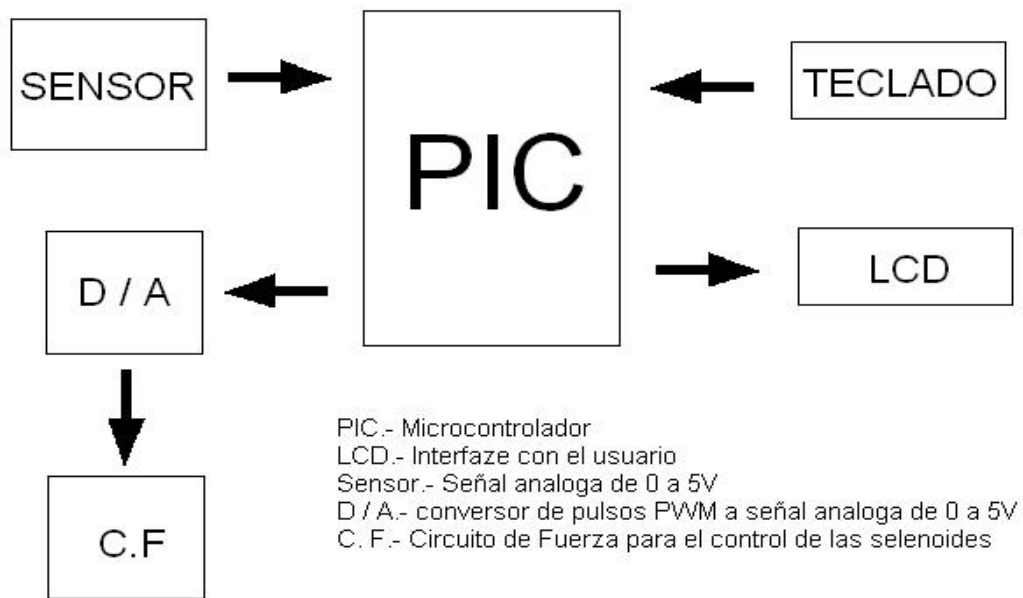 SENSOR
PIC
TECLADO
D / A
LCD
C.F
PIC.- Microcontrolador
LCD.- Interfaze con el usuario
Sensor.- Señal analoga de 0 a 5V
D / A.- conversor de pulsos PWM a señal analoga de 0 a 5V
C. F.- Circuito de Fuerza para el control de las selenoides